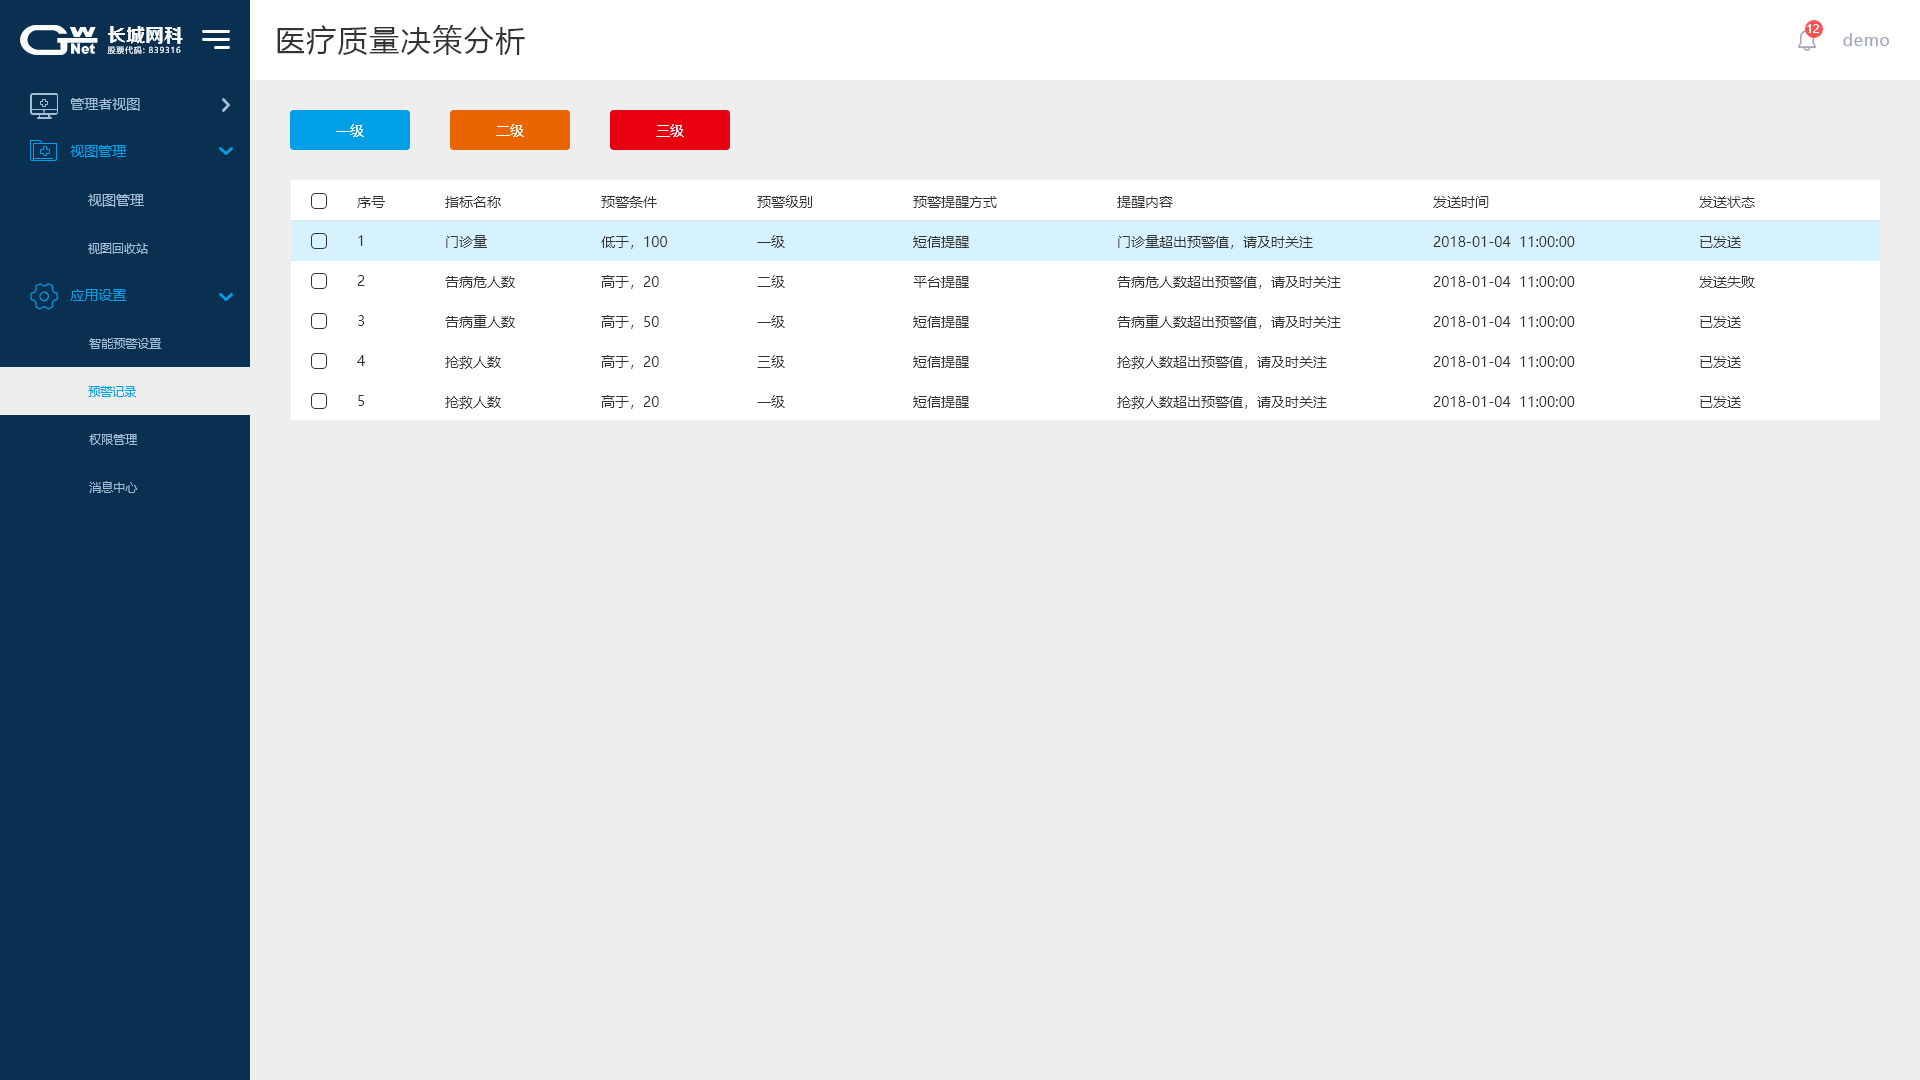 GW Net 长城网科
股票代码: 839316
医疗质量决策分析
12
demo
管理者视图
视图管理
视图管理
视图回收站
应用设置
智能预警设置
预警记录
权限管理
消息中心
一级 二级 三级
序号 指标名称 预警条件 预警级别 预警提醒方式 提醒内容 发送时间 发送状态
1 门诊量 低于，100 一级 短信提醒 门诊量超出预警值，请及时关注 2018-01-04 11:00:00 已发送
2 告病危人数 高于，20 二级 平台提醒 告病危人数超出预警值，请及时关注 2018-01-04 11:00:00 发送失败
3 告病重人数 高于，50 一级 短信提醒 告病重人数超出预警值，请及时关注 2018-01-04 11:00:00 已发送
4 抢救人数 高于，20 三级 短信提醒 抢救人数超出预警值，请及时关注 2018-01-04 11:00:00 已发送
5 抢救人数 高于，20 一级 短信提醒 抢救人数超出预警值，请及时关注 2018-01-04 11:00:00 已发送